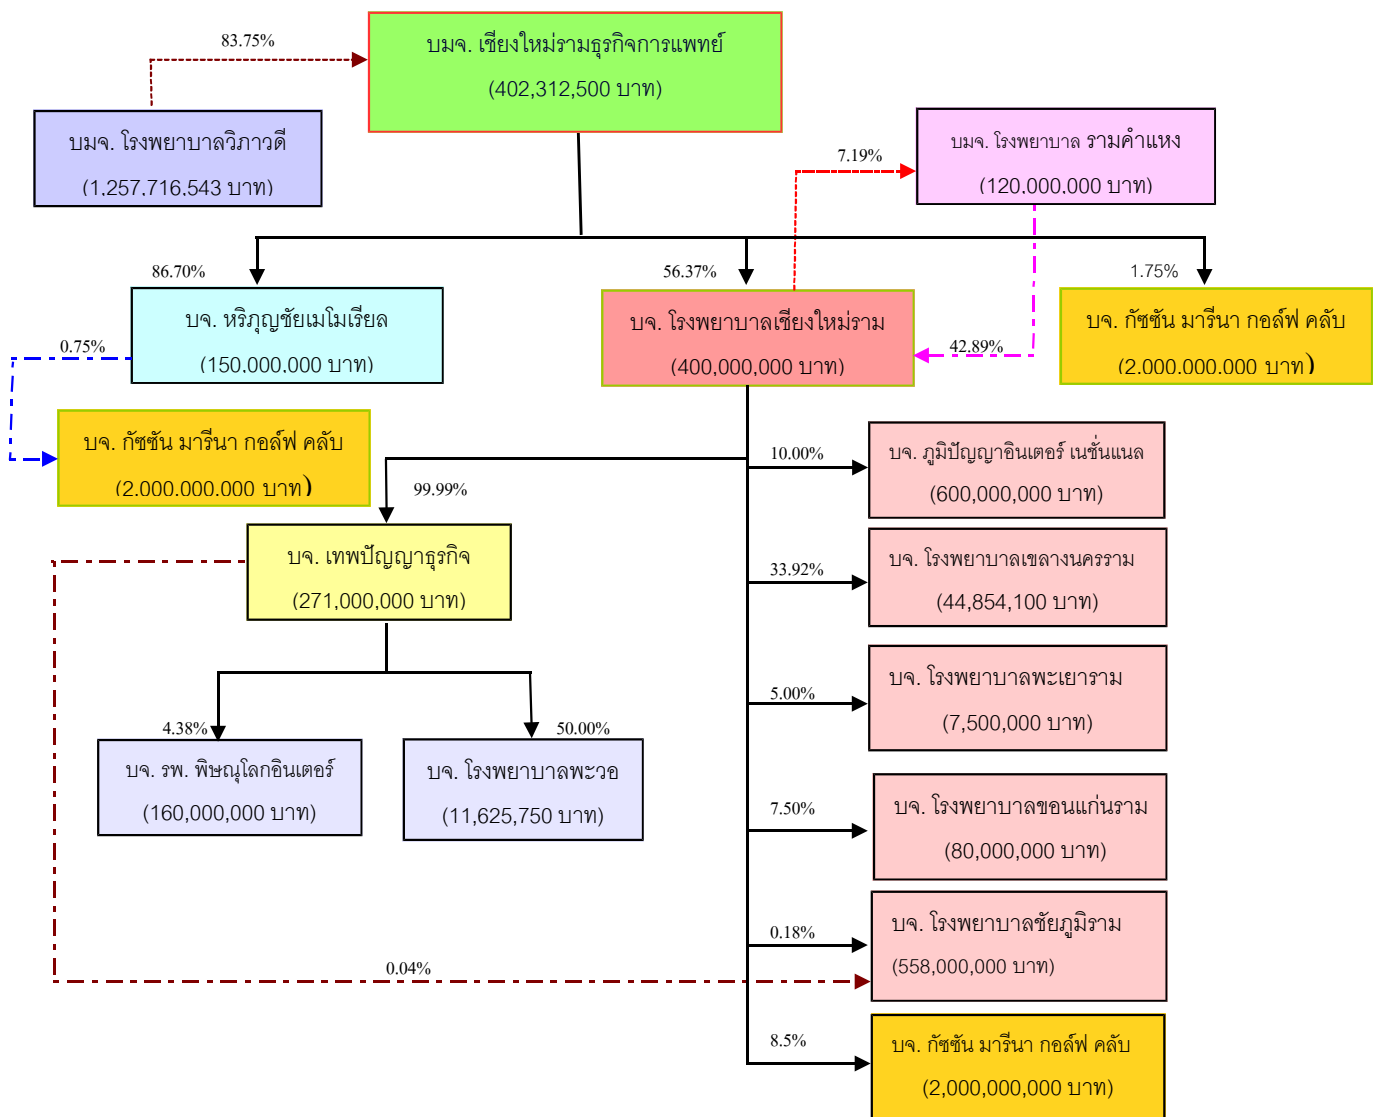 83.75%
บมจ. เชียงใหม่รามธุรกิจการแพทย์
(402,312,500 บาท)
บมจ. โรงพยาบาลวิภาวดี
(1,257,716,543 บาท)
7.19%
บมจ. โรงพยาบาล รามคำแหง
(120,000,000 บาท)
86.70%
56.37%
1.75%
บจ. หริภุญชัยเมโมเรียล
(150,000,000 บาท)
บจ. โรงพยาบาลเชียงใหม่ราม
(400,000,000 บาท)
บจ. กัซซัน มารีนา กอล์ฟ คลับ
(2,000,000,000 บาท)
0.75%
42.89%
บจ. กัซซัน มารีนา กอล์ฟ คลับ
(2,000,000,000 บาท)
99.99%
10.00%
บจ. ภูมิปัญญาอินเตอร์ เนชั่นแนล
(600,000,000 บาท)
บจ. เทพปัญญาธุรกิจ
(271,000,000 บาท)
33.92%
บจ. โรงพยาบาลเขลางนครราม
(44,854,100 บาท)
5.00%
บจ. โรงพยาบาลพะเยาราม
(7,500,000 บาท)
4.38%
50.00%
บจ. รพ. พิษณุโลกอินเตอร์
(160,000,000 บาท)
บจ. โรงพยาบาลพะวอ
(11,625,750 บาท)
7.50%
บจ. โรงพยาบาลขอนแก่นราม
(80,000,000 บาท)
0.18%
บจ. โรงพยาบาลชัยภูมิราม
(558,000,000 บาท)
0.04%
8.5%
บจ. กัซซัน มารีนา กอล์ฟ คลับ
(2,000,000,000 บาท)